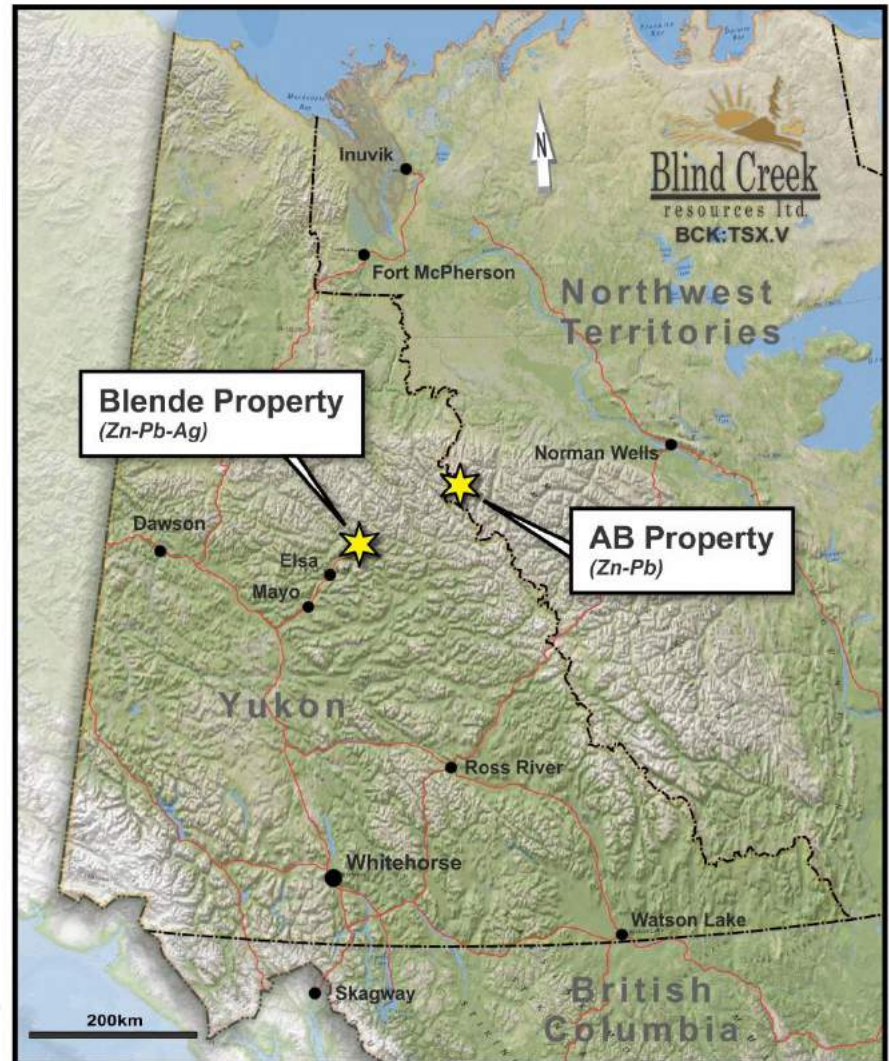 Inuvik
N
Blind Creek
resources ltd.
BCK:TSX.V
Fort McPherson
Northwest
Territories
Blende Property
(Zn-Pb-Ag)
Norman Wells
Dawson
AB Property
(Zn-Pb)
Elsa
Mayo
Yukon
Ross River
Whitehorse
Watson Lake
Skagway
British
Columbia
200km